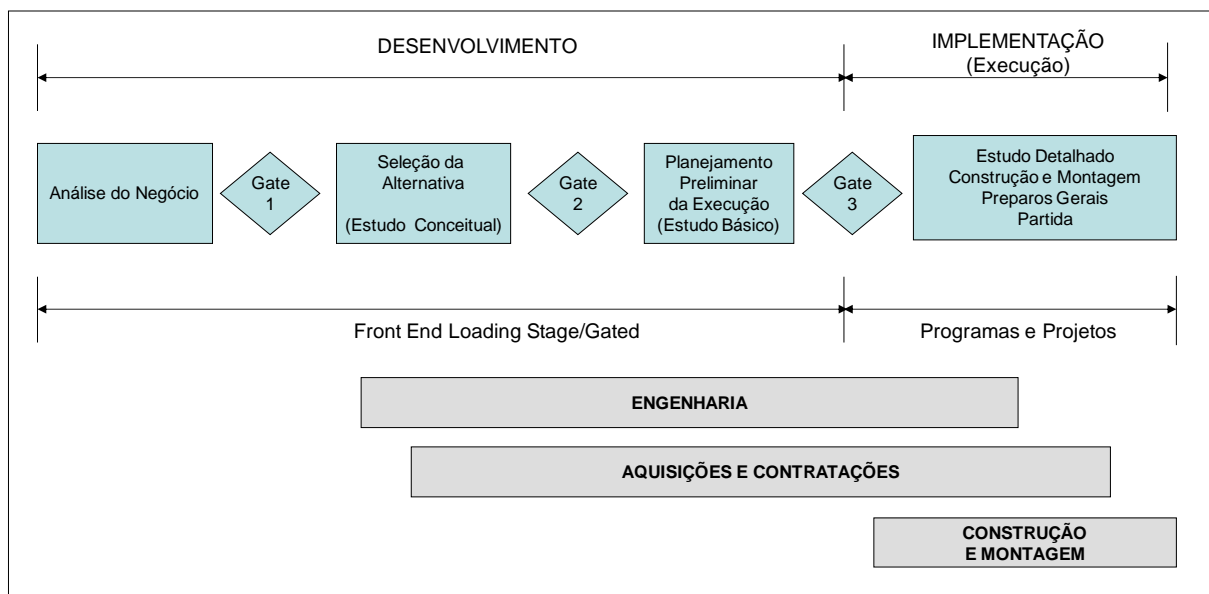 DESENVOLVIMENTO
IMPLEMENTAÇÃO
(Execução)
Análise do Negócio
Gate
1
Seleção da
Alternativa
(Estudo Conceitual)
Gate
2
Planejamento
Preliminar
da Execução
(Estudo Básico)
Gate
3
Estudo Detalhado
Construção e Montagem
Preparos Gerais
Partida
Front End Loading Stage/Gated
Programas e Projetos
ENGENHARIA
AQUISIÇÕES E CONTRATAÇÕES
CONSTRUÇÃO
E MONTAGEM